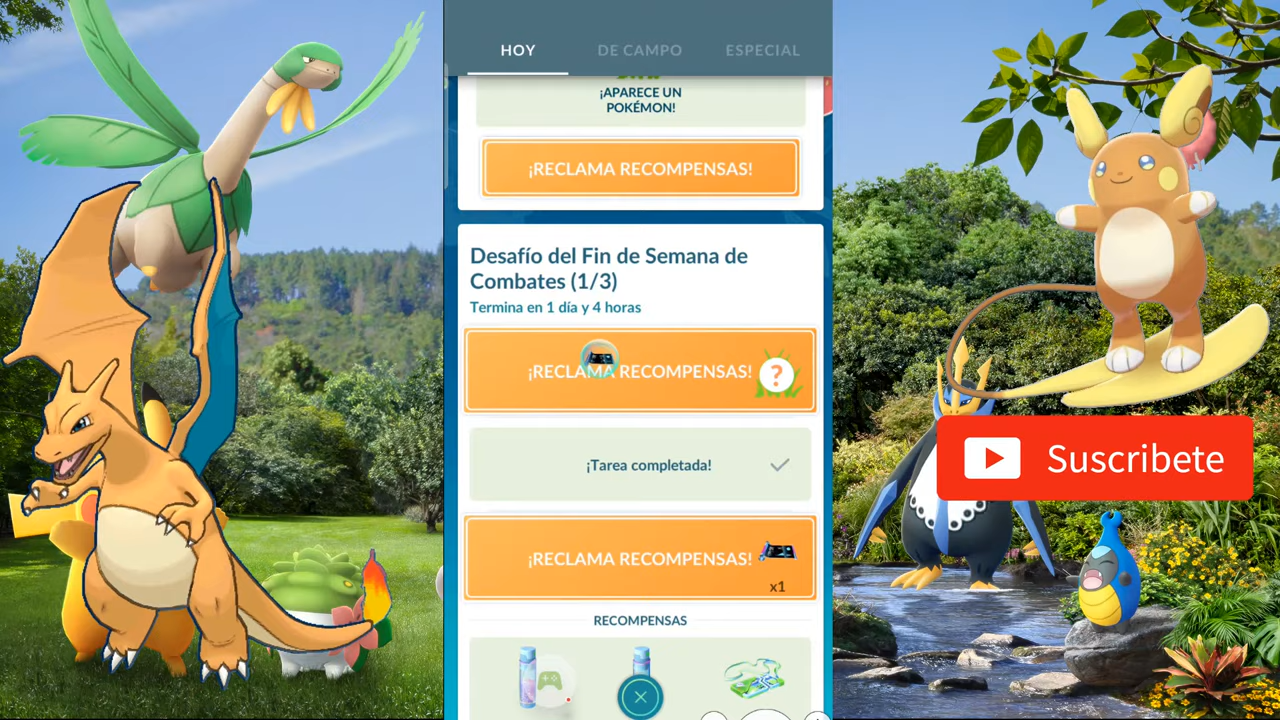 HOY
DE CAMPO
ESPECIAL
¡APARECE UN
POKÉMON!
¡RECLAMA RECOMPENSAS!
Desafío del Fin de Semana de
Combates (1/3)
Termina en 1 día y 4 horas
¡RECLAMA RECOMPENSAS!
?
¡Tarea completada!
¡RECLAMA RECOMPENSAS!
x1
RECOMPENSAS
Suscribete